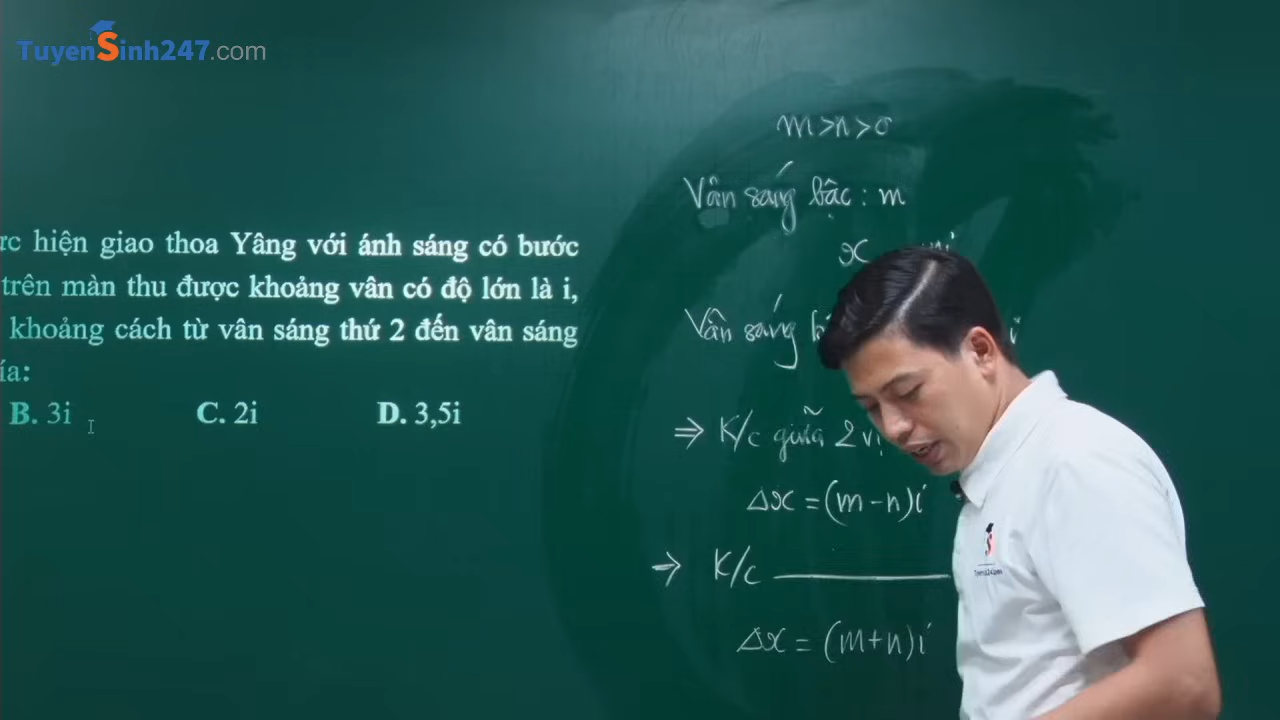 TuyenSinh247.com
m>n>0
Vân sáng bậc : m
x
hiện giao thoa Yâng với ánh sáng có bước
trên màn thu được khoảng vân có độ lớn là i,
khoảng cách từ vân sáng thứ 2 đến vân sáng
ía:
B. 3i C. 2i D. 3,5i
Vân sáng
i
⇒ K/c giữa 2 vị
Δx = (m-n)i
→ K/c
Δx = (m+n)i